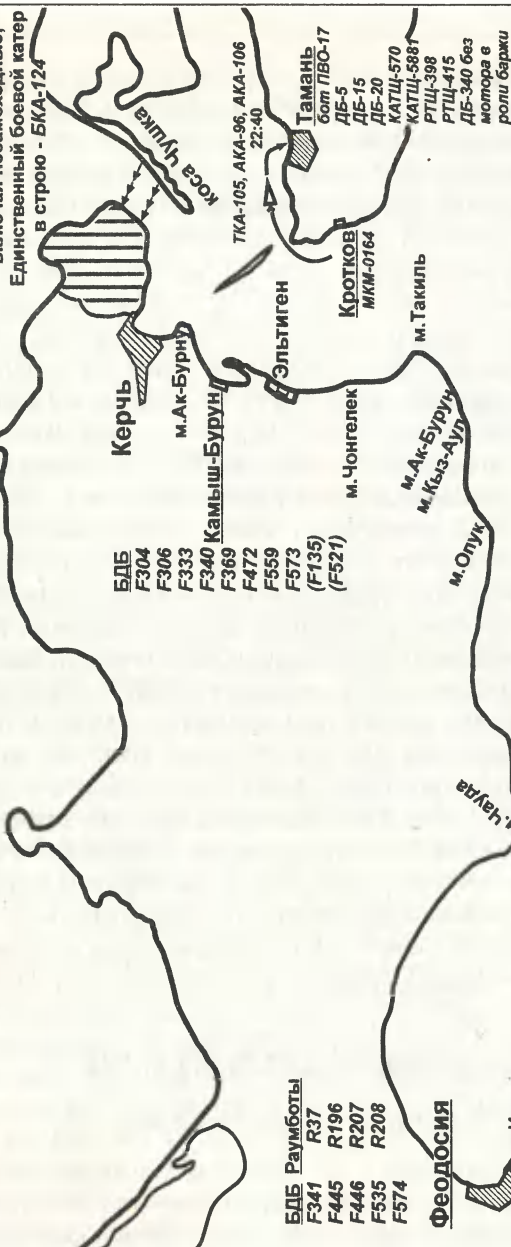 Единственный боевой катер
в строю - БКА-124
коса Чушка
ТКА-105, АКА-96, АКА-106
22:40
Тамань
бот ПВО-17
ДБ-5
ДБ-15
ДБ-20
КАТЩ-570
КАТЩ-5881
РТЩ-398
РТЩ-415
ДБ-340 без
мотора в
роли баржи
Кротков
МКМ-0164
Керчь
м.Ак-Бурну
Камыш-Бурун
Эльтиген
м.Чонгелек
м.Такиль
м.Ак-Бурун
м.Кыз-Аул
м.Опук
м.Чауда
БДБ
F304
F306
F333
F340
F369
F472
F559
F573
(F135)
(F521)
БДБ Раумботы
F341 R37
F445 R196
F446 R207
F535 R208
F574
Феодосия